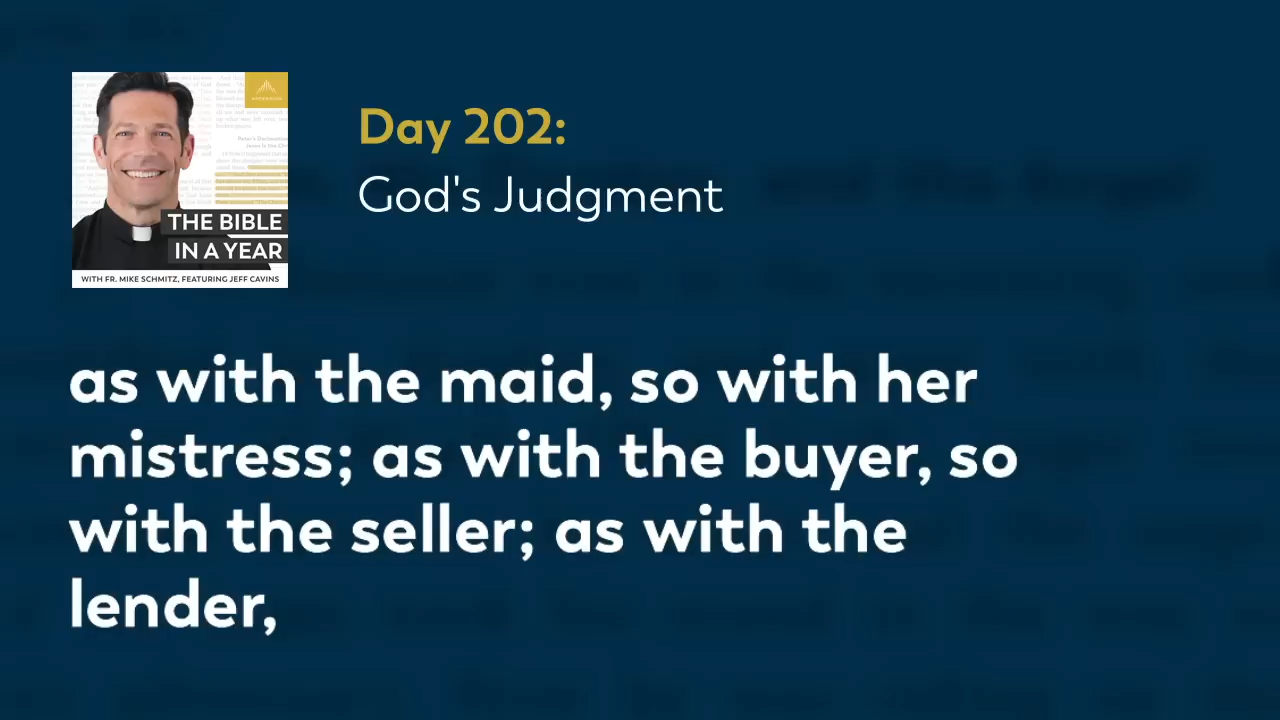 THE BIBLE
IN A YEAR
WITH FR. MIKE SCHMITZ, FEATURING JEFF CAVINS
Day 202:
God's Judgment
as with the maid, so with her
mistress; as with the buyer, so
with the seller; as with the
lender,